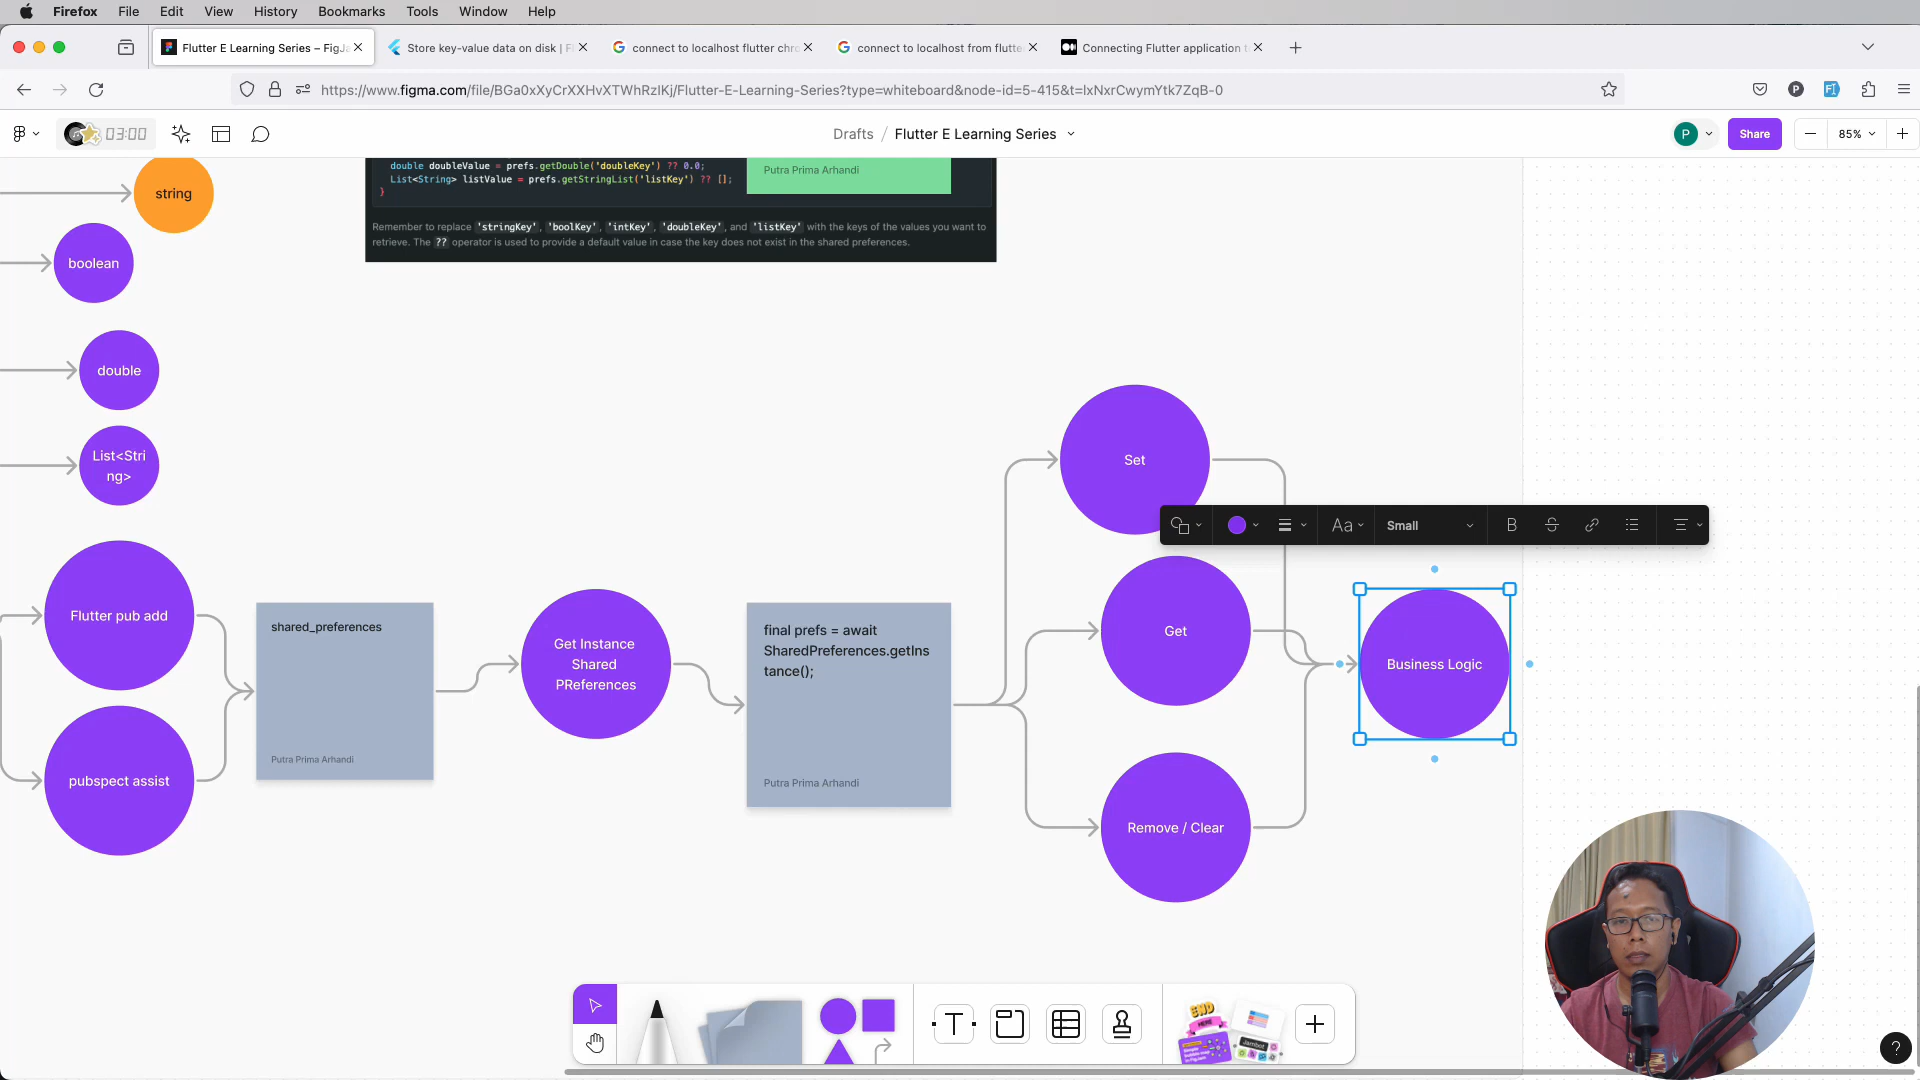 Firefox File Edit View History Bookmarks Tools Window Help
Flutter E Learning Series – FigJa
Store key-value data on disk | F
connect to localhost flutter chr
connect to localhost from flutte
Connecting Flutter application t
https://www.figma.com/file/BGa0xXyCrXXHvXTWhRzIKj/Flutter-E-Learning-Series?type=whiteboard&node-id=5-415&t=lxNxrCwymYtk7ZqB-0
03:00
Drafts / Flutter E Learning Series
P
Share
85%
double doubleValue = prefs.getDouble('doubleKey') ?? 0.0;
List<String> listValue = prefs.getStringList('listKey') ?? [];
}
Putra Prima Arhandi
Remember to replace 'stringKey', 'boolKey', 'intKey', 'doubleKey', and 'listKey' with the keys of the values you want to
retrieve. The ?? operator is used to provide a default value in case the key does not exist in the shared preferences.
string
boolean
double
List<Stri
ng>
Flutter pub add
pubspect assist
shared_preferences
Putra Prima Arhandi
Get Instance
Shared
PReferences
final prefs = await
SharedPreferences.getIns
tance();
Putra Prima Arhandi
Set
Get
Remove / Clear
Aa
Small
B
S
Business Logic
T
END
HERE
Jambot
?